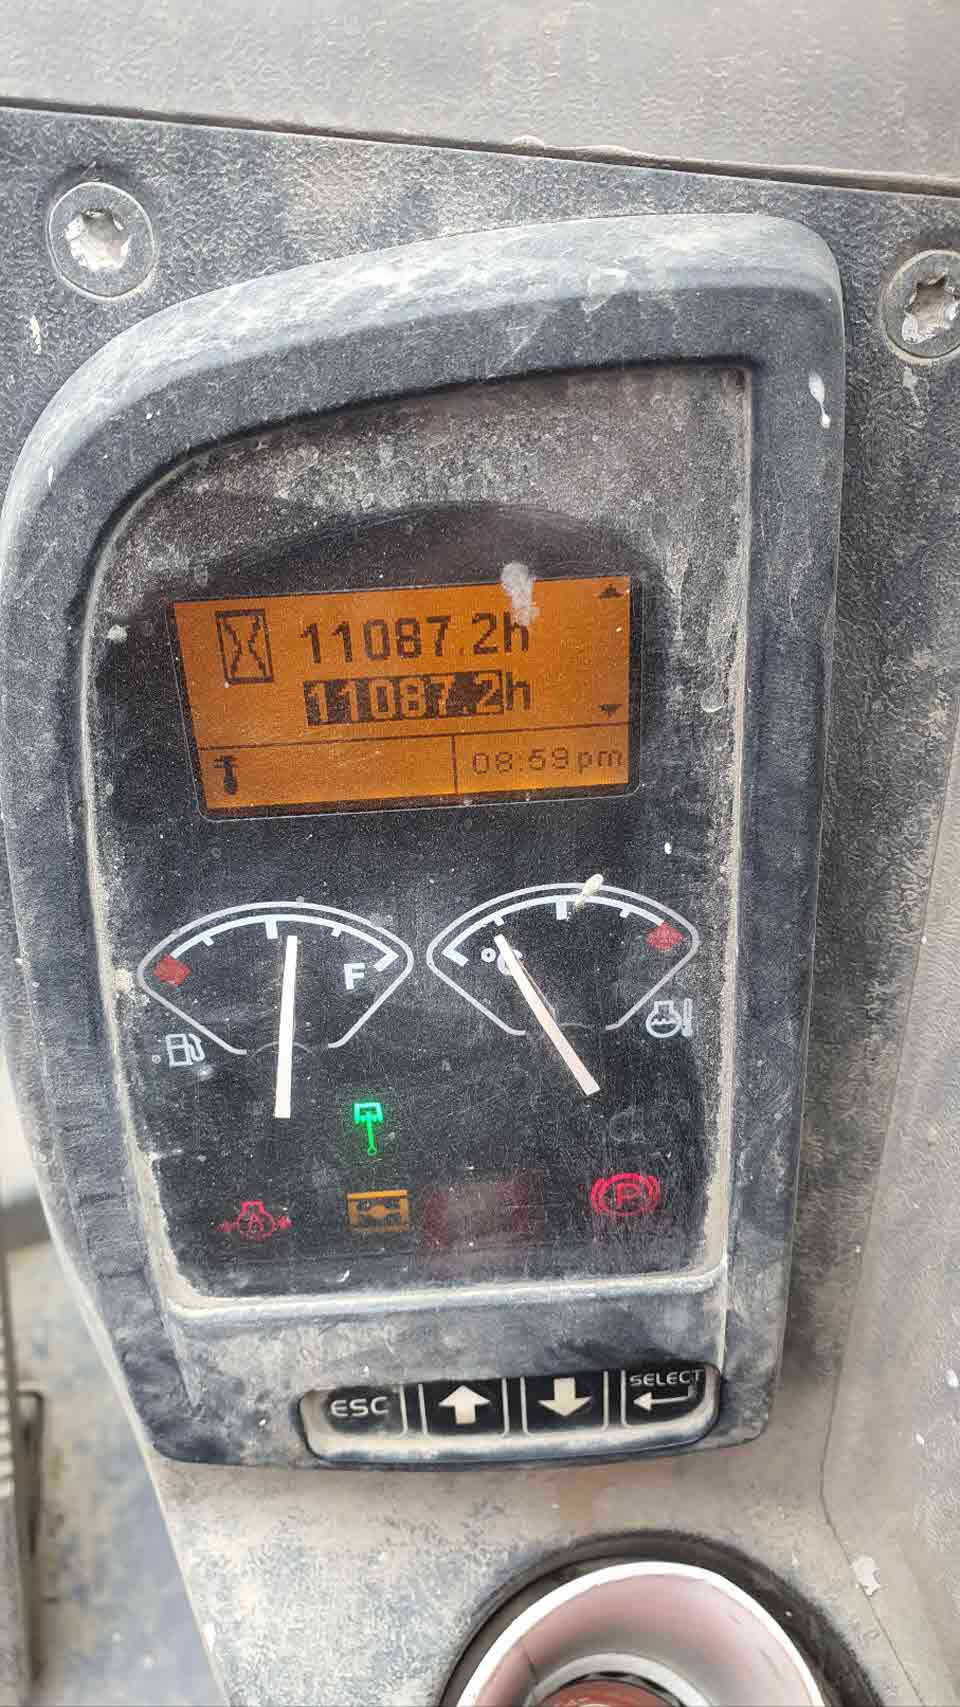 11087.2h
11087.2h
08:59pm
F
°C
A
P
ESC
SELECT